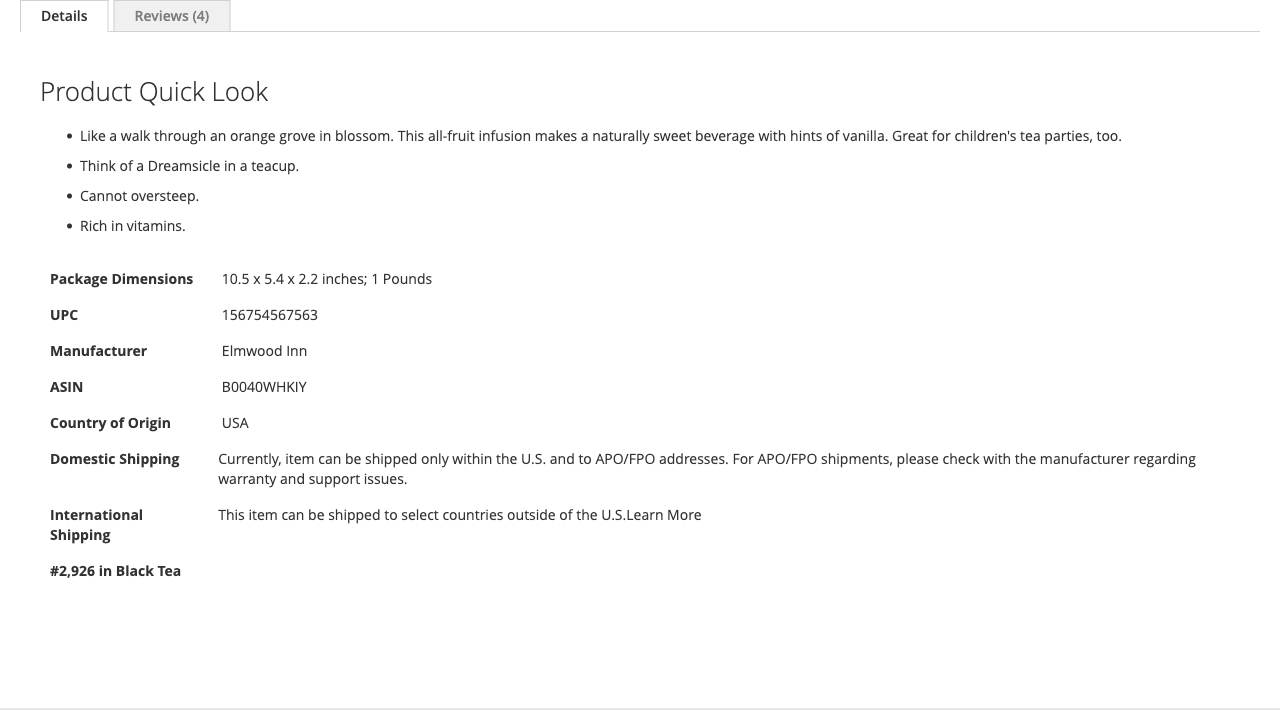 Details
Reviews (4)
Product Quick Look
Like a walk through an orange grove in blossom. This all-fruit infusion makes a naturally sweet beverage with hints of vanilla. Great for children's tea parties, too.
Think of a Dreamsicle in a teacup.
Cannot oversteep.
Rich in vitamins.
Package Dimensions 10.5 x 5.4 x 2.2 inches; 1 Pounds
UPC 156754567563
Manufacturer Elmwood Inn
ASIN B0040WHKIY
Country of Origin USA
Domestic Shipping Currently, item can be shipped only within the U.S. and to APO/FPO addresses. For APO/FPO shipments, please check with the manufacturer regarding
warranty and support issues.
International This item can be shipped to select countries outside of the U.S.Learn More
Shipping
#2,926 in Black Tea